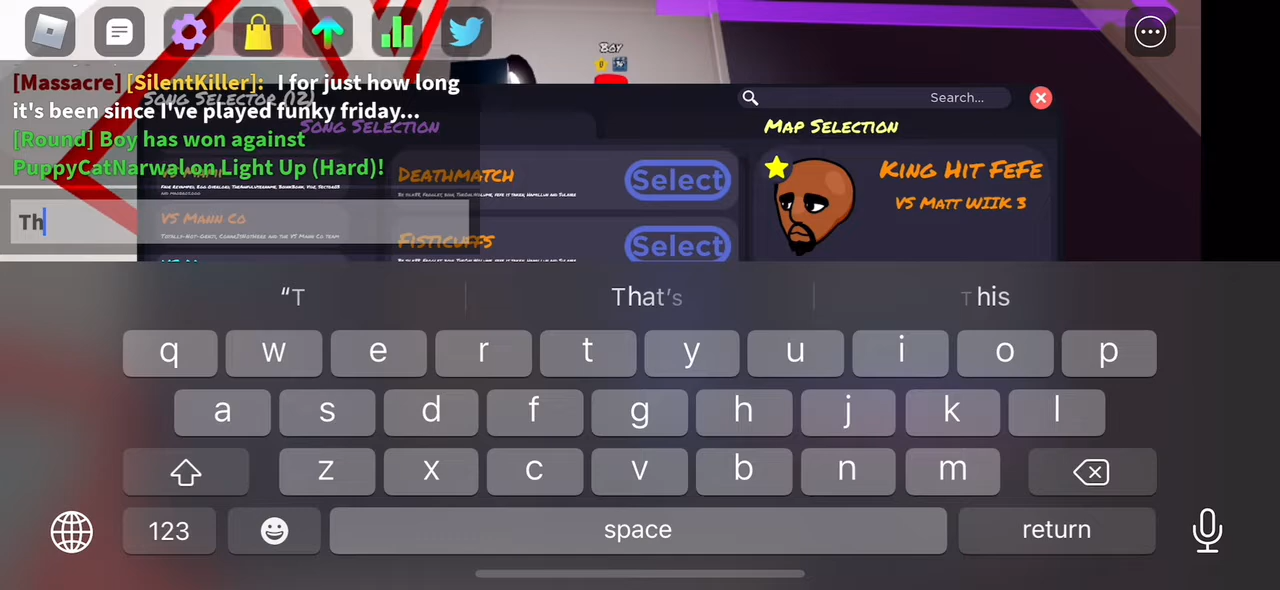 Boy
0
[Massacre] [SilentKiller]: I for just how long
it's been since I've played funky friday...
[Round] Boy has won against
PuppyCatNarwal on Light Up (Hard)!
Th
Song Selector (12)
Song Selection
Search...
Map Selection
Deathmatch
Select
VS Mann Co
Fisticuffs
Select
King Hit Fefe
VS Matt Wiik 3
“T
That's
This
q w e r t y u i o p
a s d f g h j k l
z x c v b n m
123
space
return